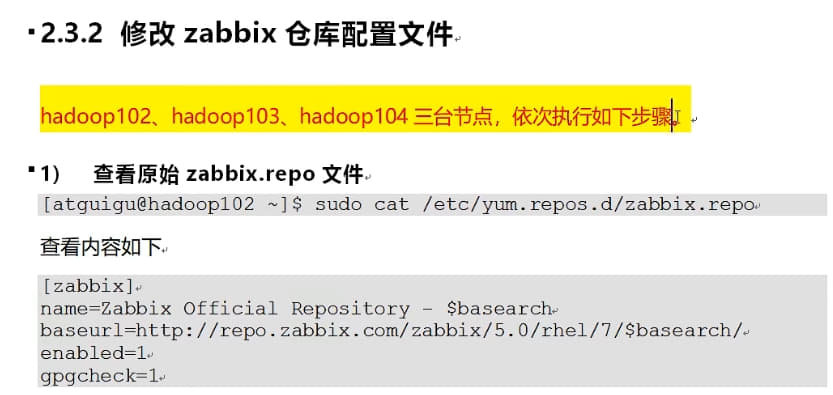 2.3.2 修改 zabbix 仓库配置文件
hadoop102、hadoop103、hadoop104 三台节点，依次执行如下步骤。
1) 查看原始 zabbix.repo 文件
[atguigu@hadoop102 ~]$ sudo cat /etc/yum.repos.d/zabbix.repo
查看内容如下
[zabbix]
name=Zabbix Official Repository - $basearch
baseurl=http://repo.zabbix.com/zabbix/5.0/rhel/7/$basearch/
enabled=1
gpgcheck=1